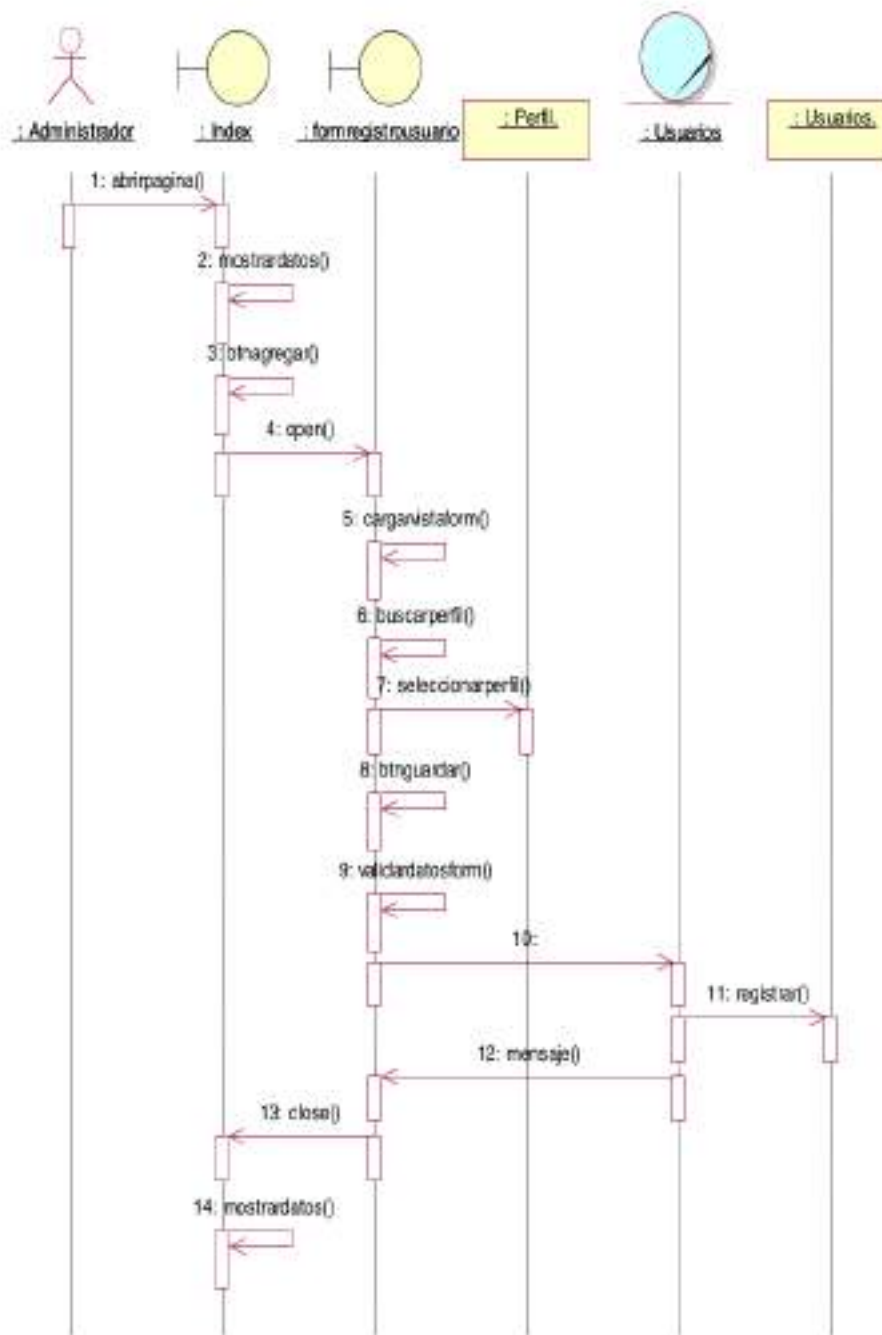 : Administrador
: Index
: formregistrousuario
: Perfil.
: Usuarios
: Usuarios.
1: abrirpagina()
2: mostrardatos()
3: btnagregar()
4: open()
5: cargarvistaform()
6: buscarperfil()
7: seleccionarperfil()
8: btnguardar()
9: validardatosform()
10:
11: registrar()
12: mensaje()
13: close()
14: mostrardatos()